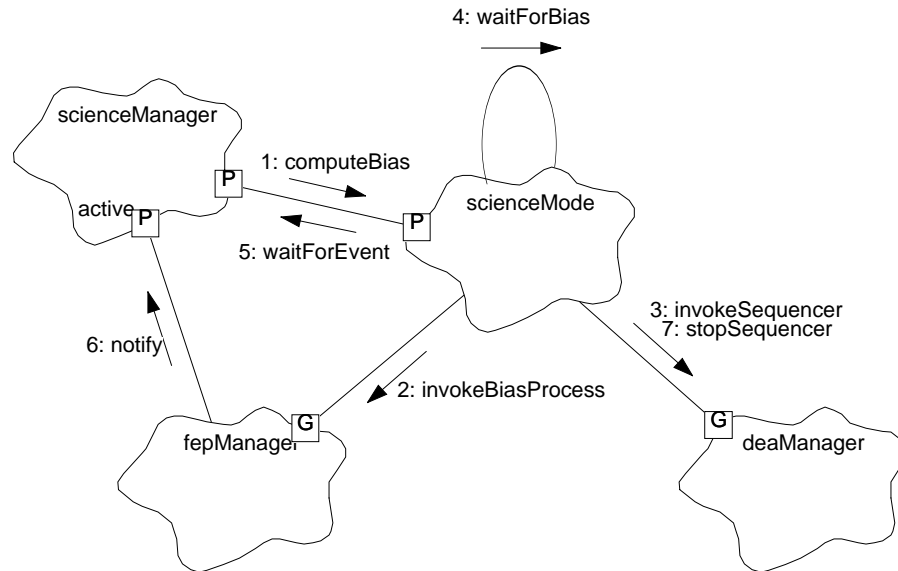 4: waitForBias
scienceManager
1: computeBias
P
scienceMode
active
P
P
5: waitForEvent
3: invokeSequencer
7: stopSequencer
6: notify
2: invokeBiasProcess
G
G
fepManager
deaManager